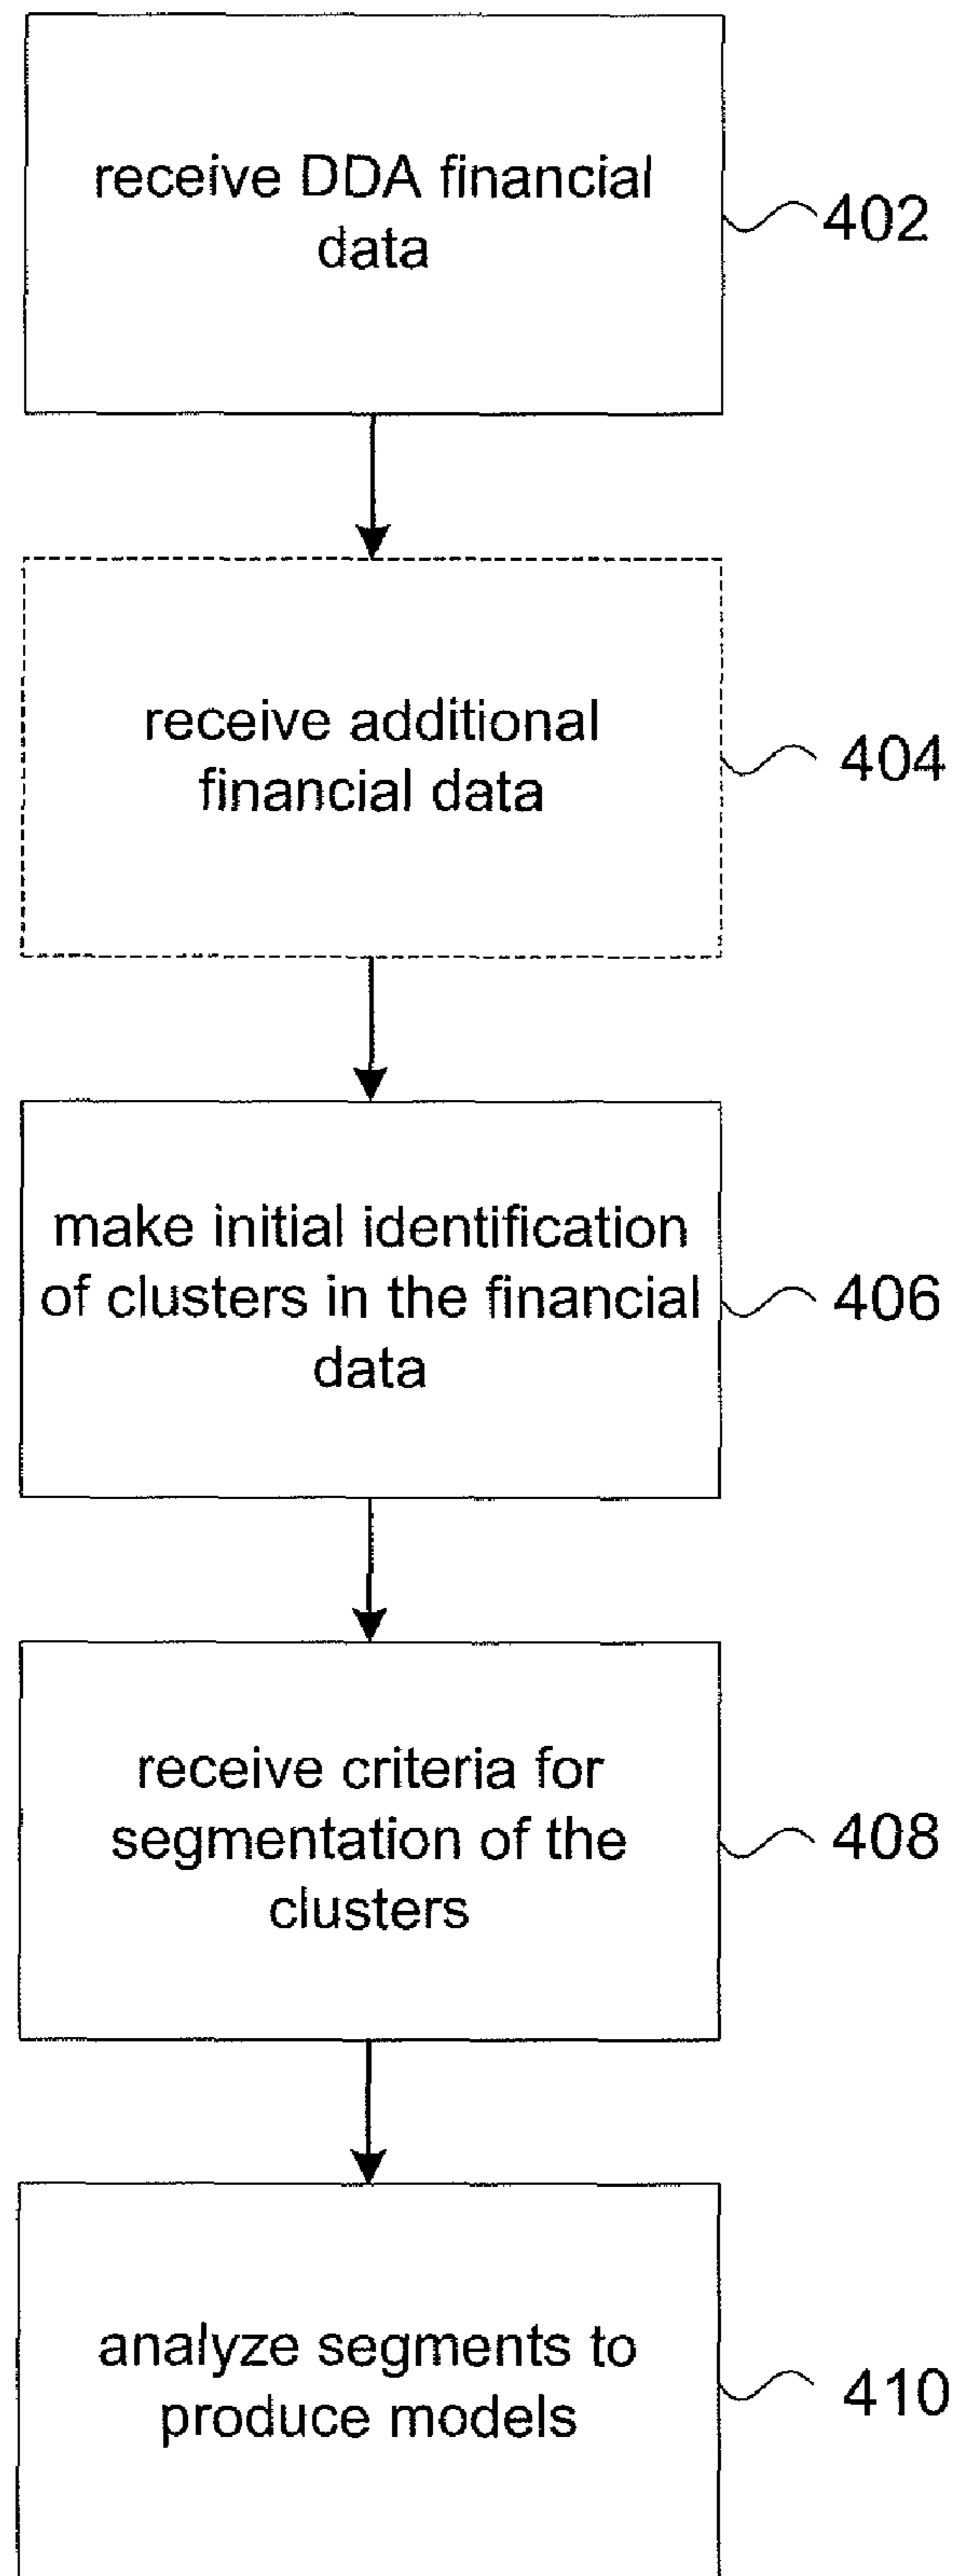 receive DDA financial
data
402
receive additional
financial data
404
make initial identification
of clusters in the financial
data
406
receive criteria for
segmentation of the
clusters
408
analyze segments to
produce models
410